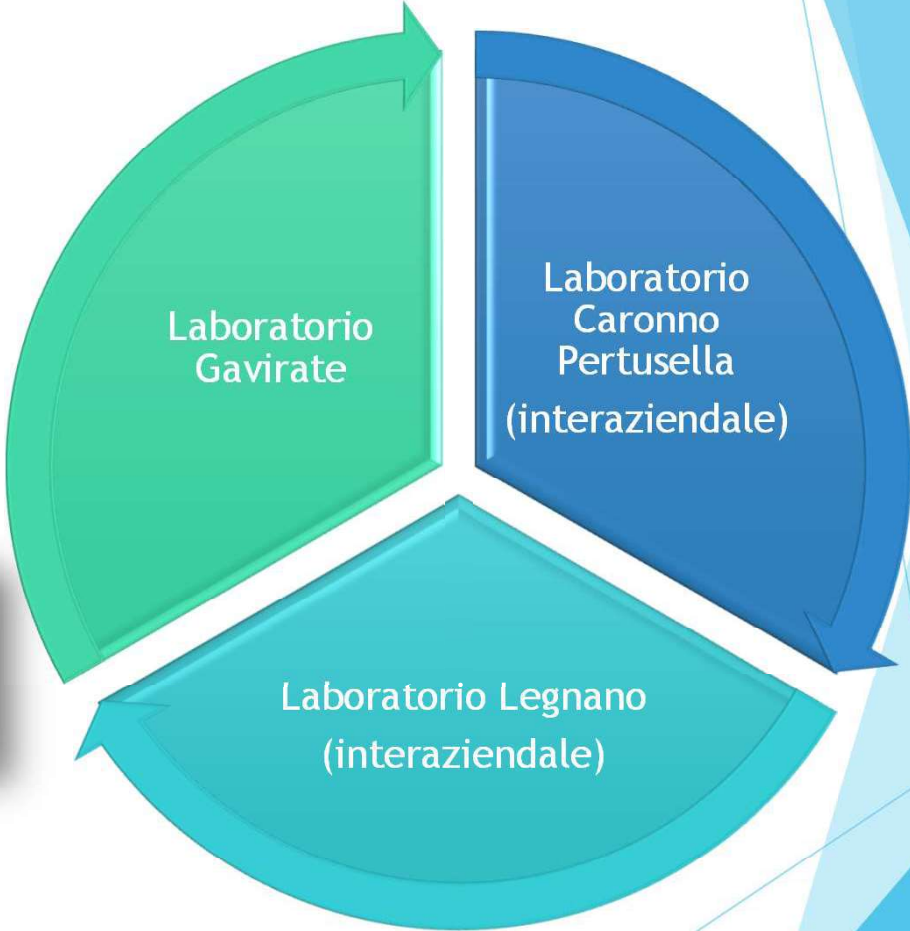 Laboratorio
Gavirate
Laboratorio
Caronno
Pertusella
(interaziendale)
Laboratorio Legnano
(interaziendale)